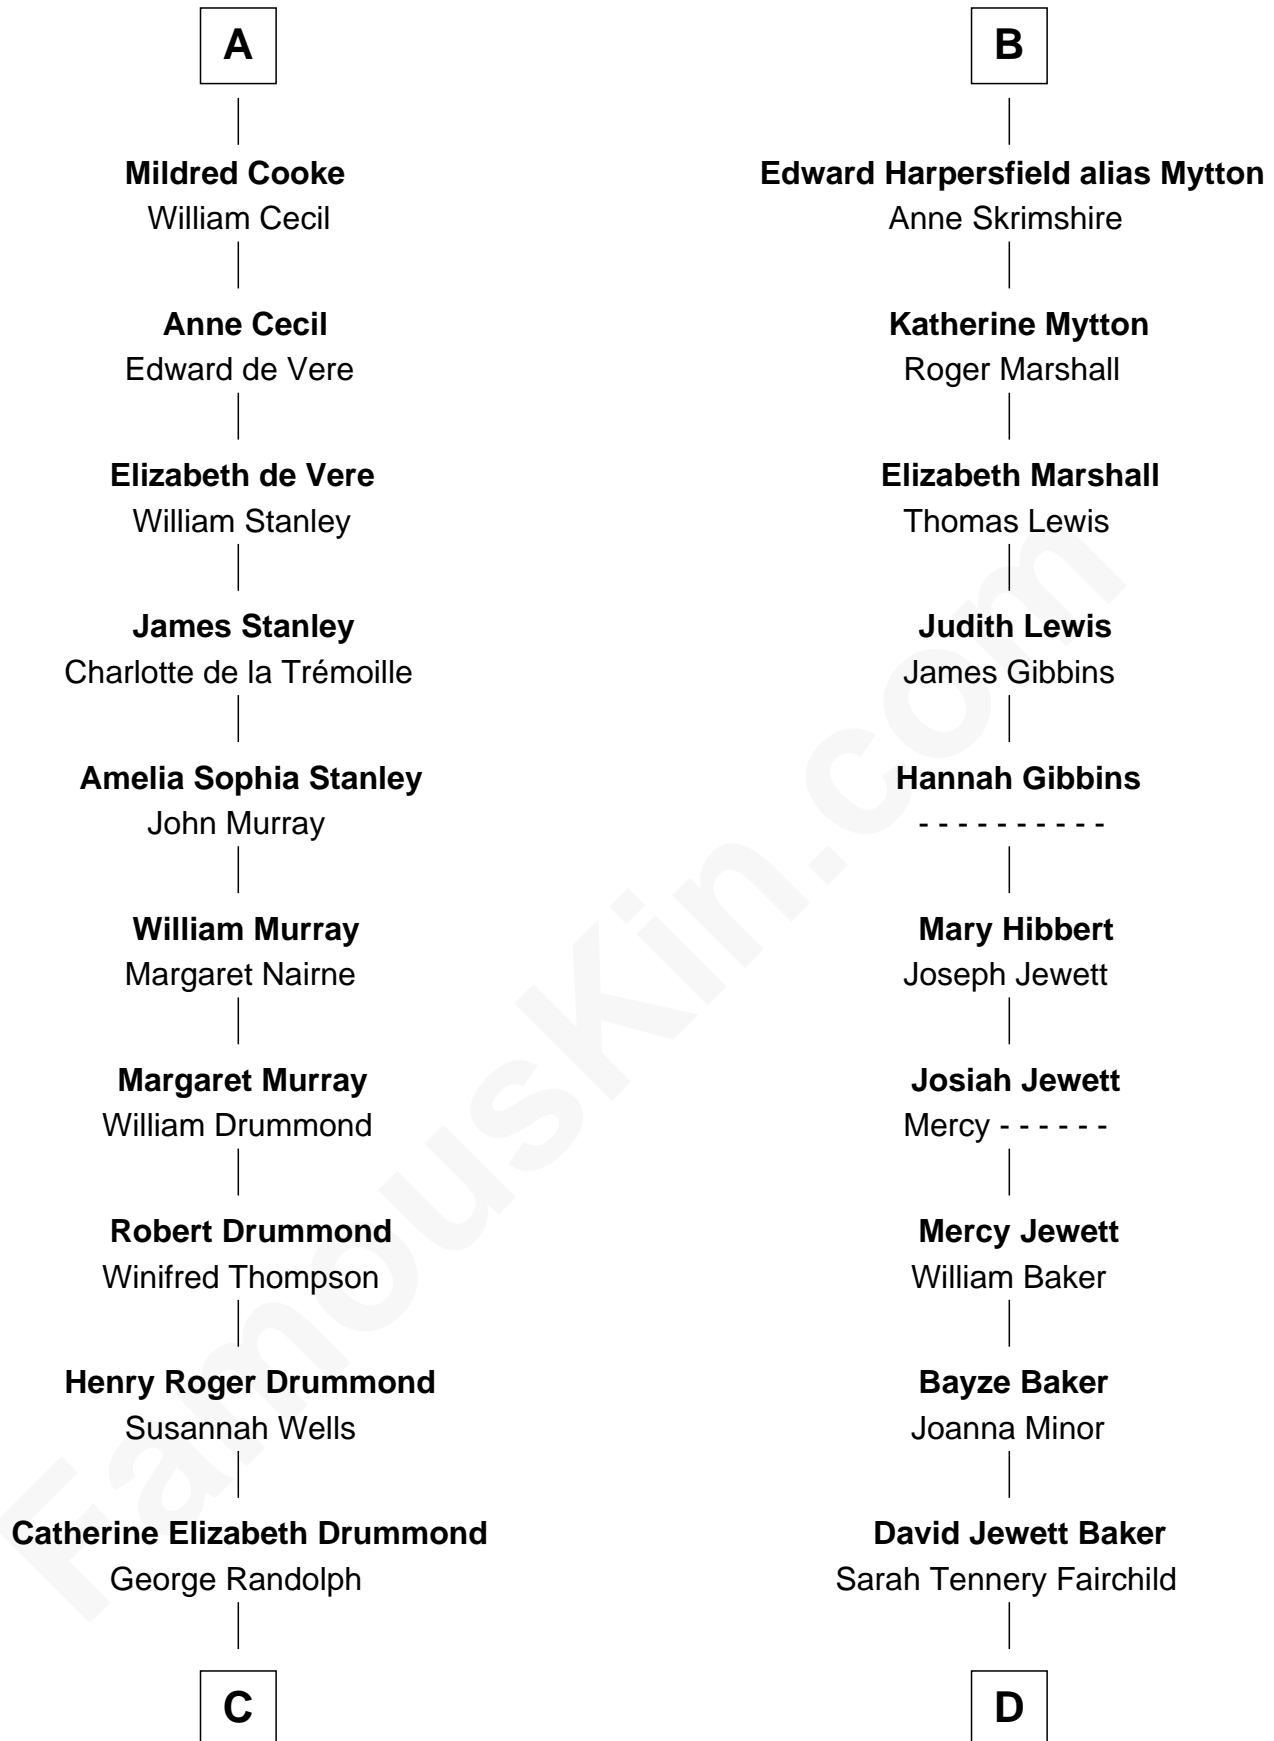 A
Mildred Cooke
William Cecil
Anne Cecil
Edward de Vere
Elizabeth de Vere
William Stanley
James Stanley
Charlotte de la Trémoille
Amelia Sophia Stanley
John Murray
William Murray
Margaret Nairne
Margaret Murray
William Drummond
Robert Drummond
Winifred Thompson
Henry Roger Drummond
Susannah Wells
Catherine Elizabeth Drummond
George Randolph
C
B
Edward Harpersfield alias Mytton
Anne Skrimshire
Katherine Mytton
Roger Marshall
Elizabeth Marshall
Thomas Lewis
Judith Lewis
James Gibbins
Hannah Gibbins
- - - - - - - - - -
Mary Hibbert
Joseph Jewett
Josiah Jewett
Mercy - - - - - -
Mercy Jewett
William Baker
Bayze Baker
Joanna Minor
David Jewett Baker
Sarah Tennery Fairchild
D
FamousKin.com